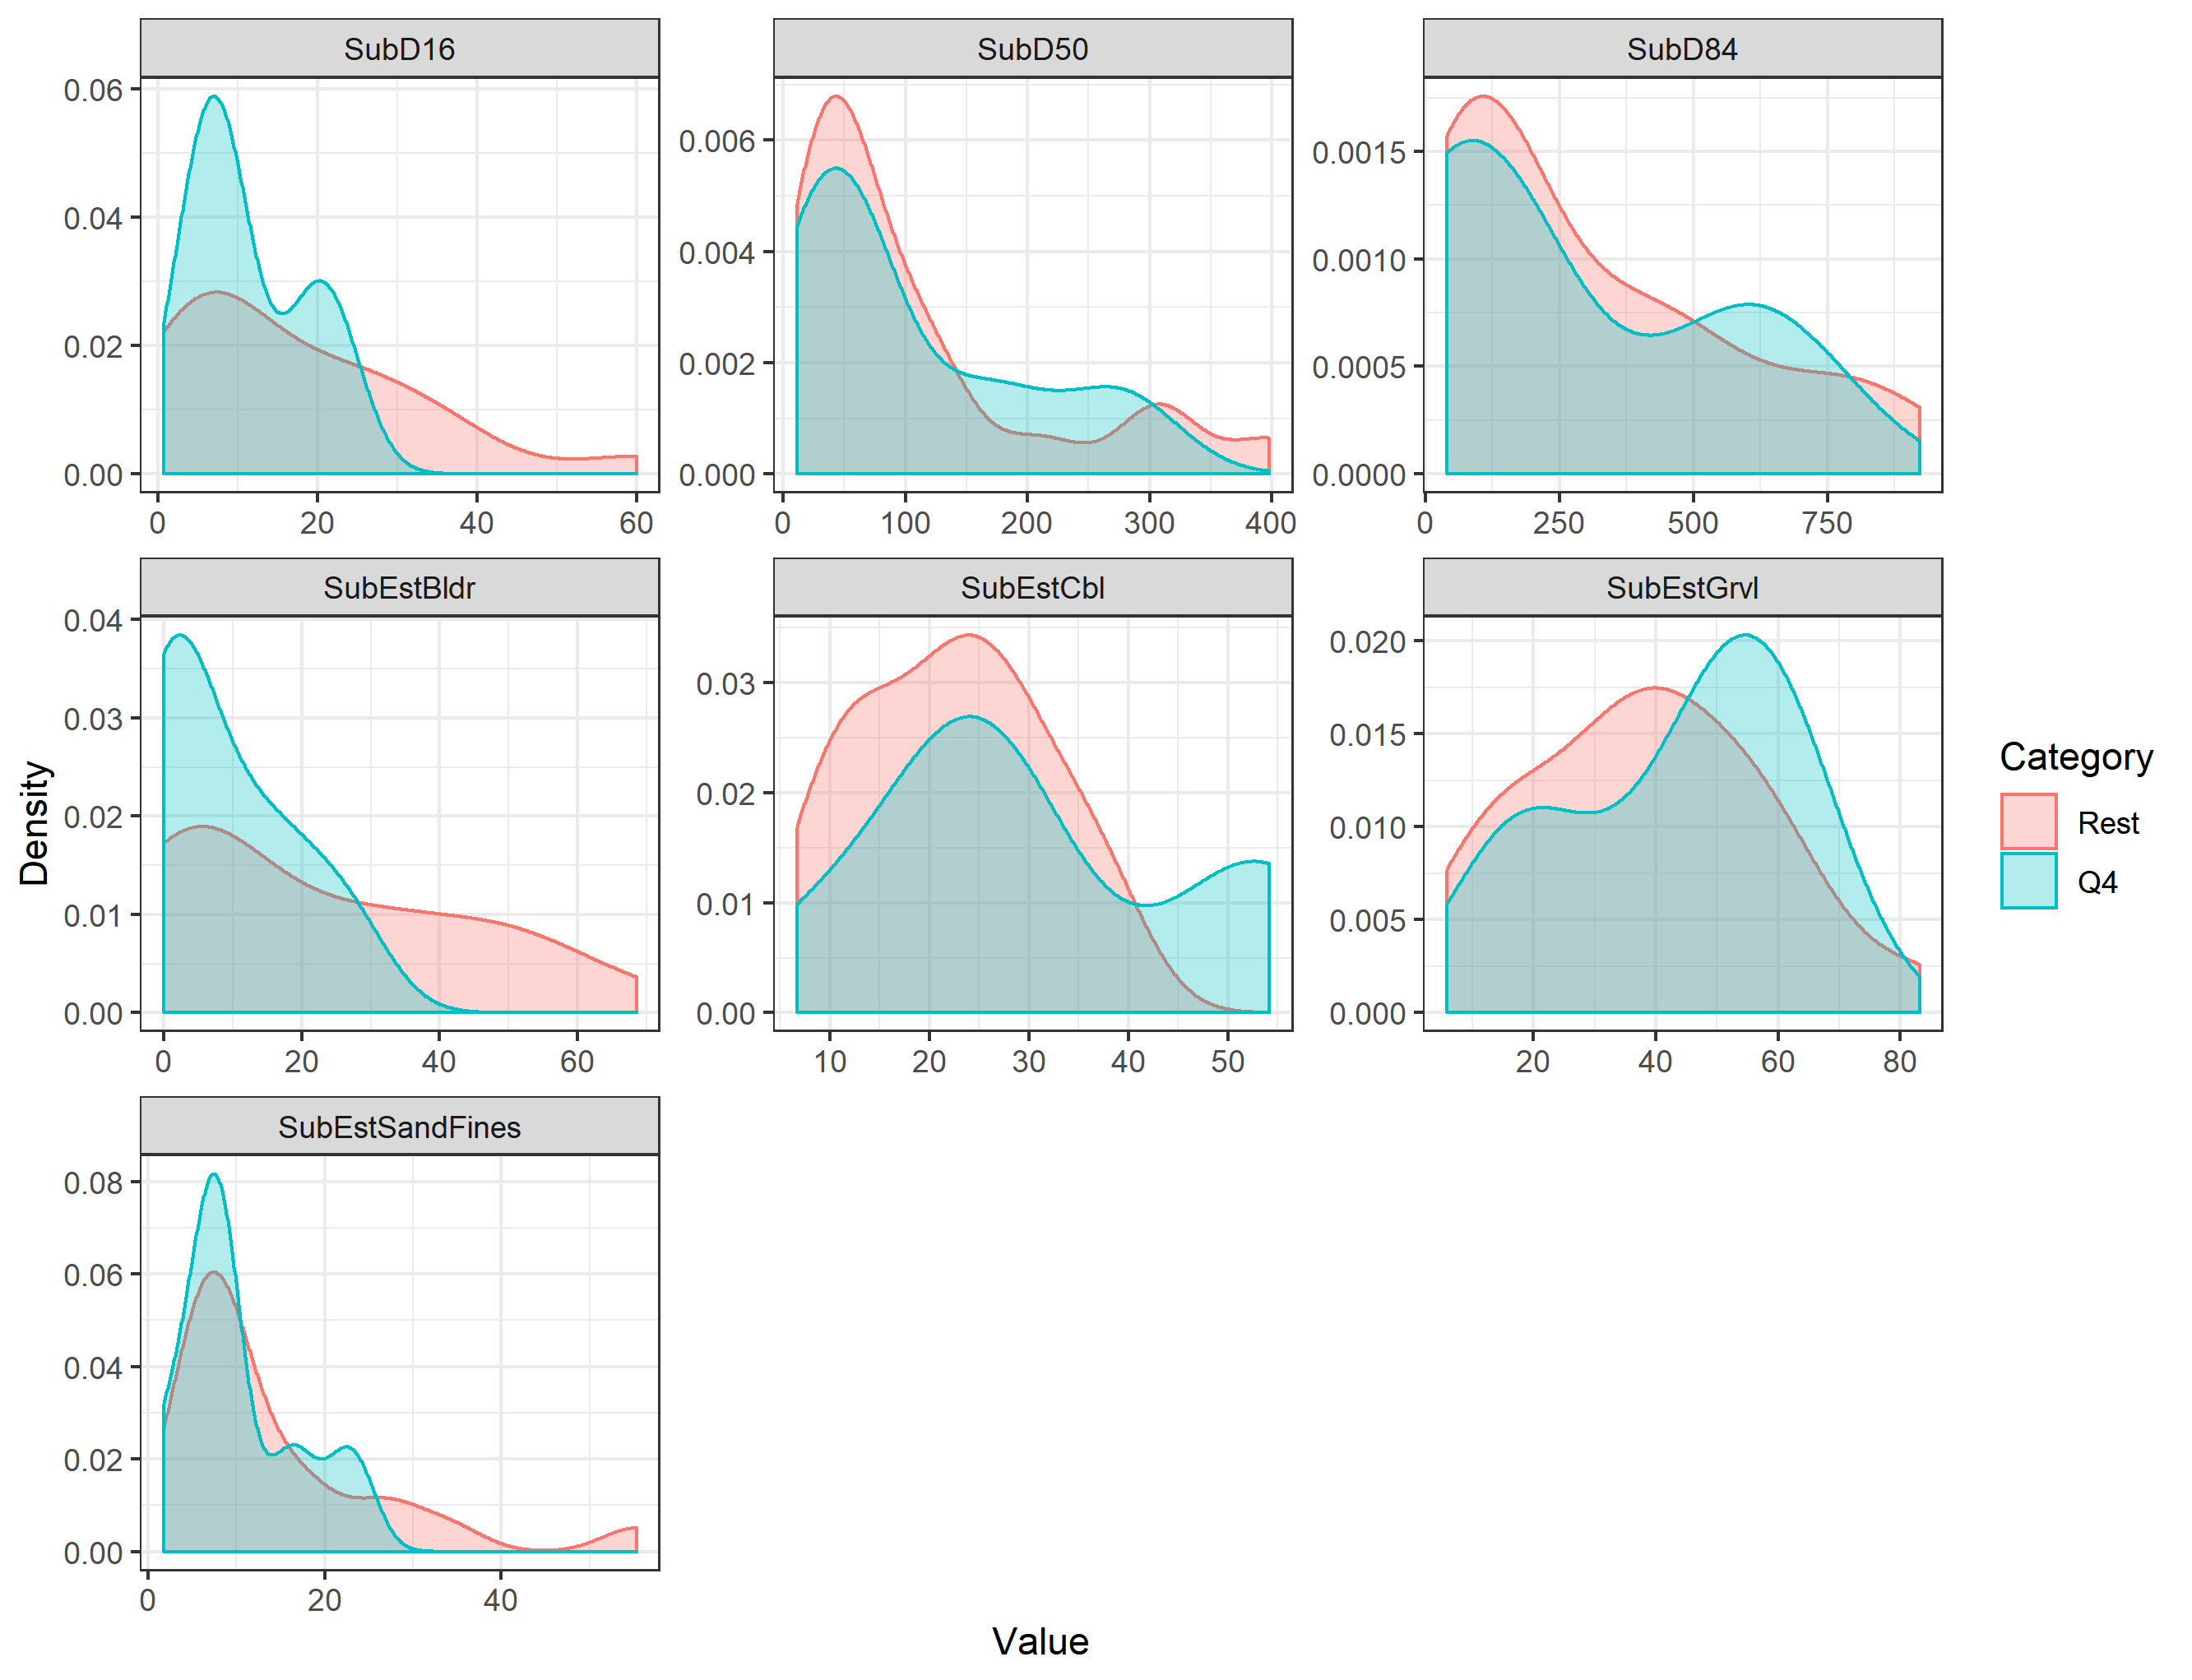 SubD16
SubD50
SubD84
0.06
0.04
0.02
0.00
0.006
0.004
0.002
0.000
0.0015
0.0010
0.0005
0.0000
0 20 40 60
0 100 200 300 400
0 250 500 750
SubEstBldr
SubEstCbl
SubEstGrvl
0.04
0.03
0.02
0.01
0.00
0.03
0.02
0.01
0.00
0.020
0.015
0.010
0.005
0.000
0 20 40 60
10 20 30 40 50
20 40 60 80
SubEstSandFines
0.08
0.06
0.04
0.02
0.00
0 20 40
Density
Value
Category
Rest
Q4